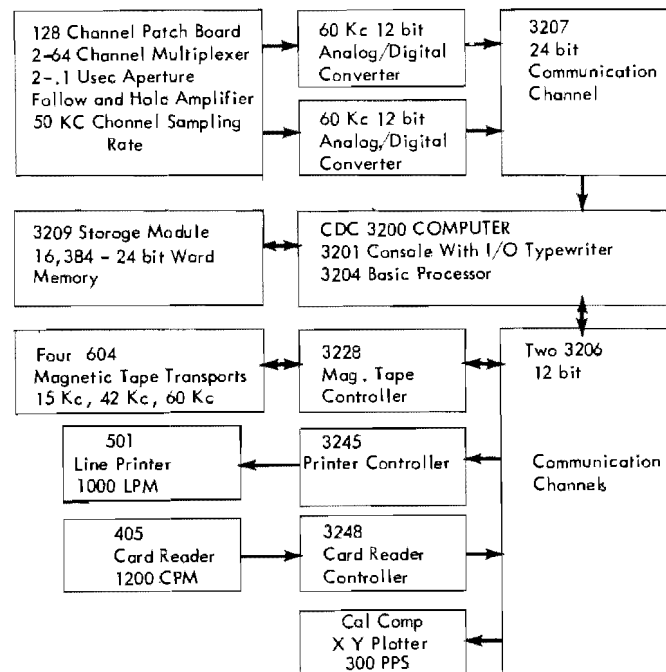 128 Channel Patch Board
2-64 Channel Multiplexer
2-.1 Usec Aperture
Follow and Hold Amplifier
50 KC Channel Sampling
Rate
60 Kc 12 bit
Analog/Digital
Converter
60 Kc 12 bit
Analog/Digital
Converter
3207
24 bit
Communication
Channel
3209 Storage Module
16,384 - 24 bit Word
Memory
CDC 3200 COMPUTER
3201 Console With I/O Typewriter
3204 Basic Processor
Four 604
Magnetic Tape Transports
15 Kc, 42 Kc, 60 Kc
3228
Mag. Tape
Controller
Two 3206
12 bit
Communication
Channels
501
Line Printer
1000 LPM
3245
Printer Controller
405
Card Reader
1200 CPM
3248
Card Reader
Controller
Cal Comp
X Y Plotter
300 PPS